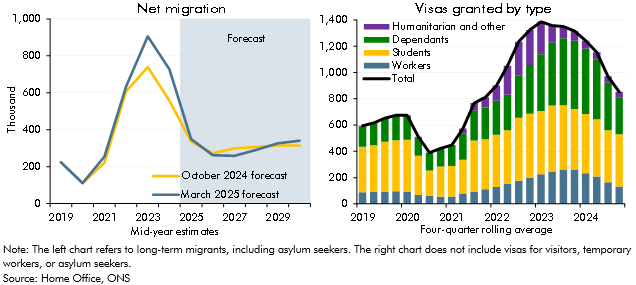 Net migration
1,000
800
600
400
200
0
Thousand
Forecast
October 2024 forecast
March 2025 forecast
2019 2021 2023 2025 2027 2029
Mid-year estimates
Visas granted by type
1,600
1,400
1,200
1,000
800
600
400
200
0
Humanitarian and other
Dependants
Students
Workers
Total
2019 2020 2021 2022 2023 2024
Four-quarter rolling average
Note: The left chart refers to long-term migrants, including asylum seekers. The right chart does not include visas for visitors, temporary
workers, or asylum seekers.
Source: Home Office, ONS